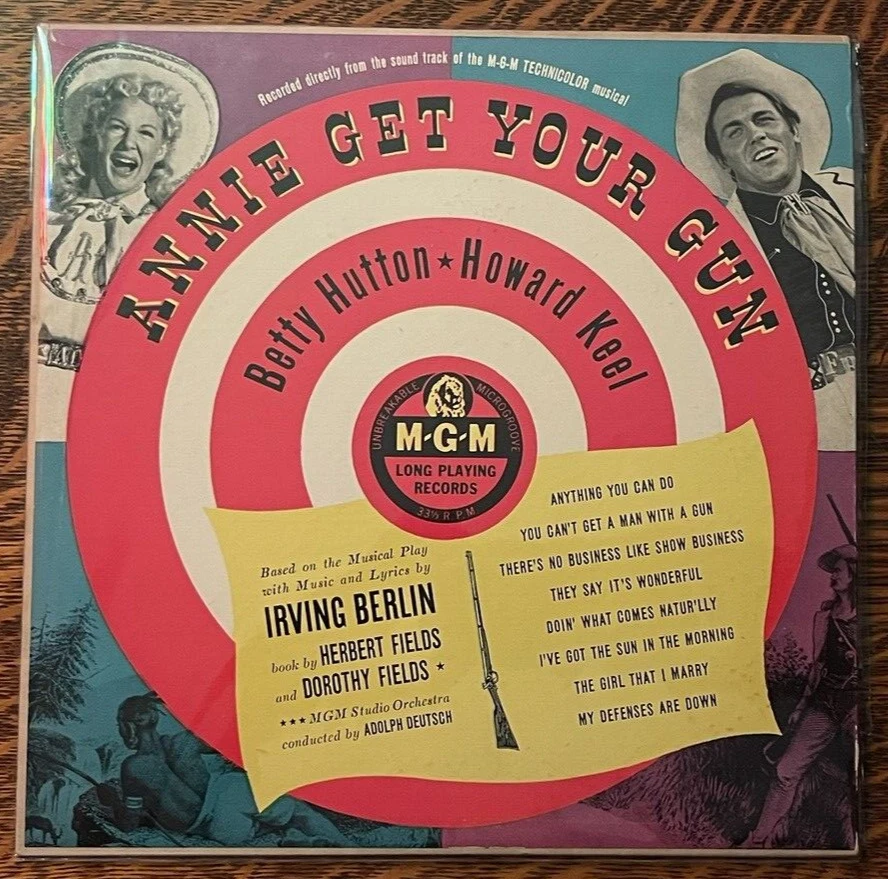 Recorded directly from the sound track of the M-G-M TECHNICOLOR musical
ANNIE GET YOUR GUN
Betty Hutton ★ Howard Keel
UNBREAKABLE MICROGROOVE
M-G-M
LONG PLAYING
RECORDS
33⅓ R.P.M.
Based on the Musical Play
with Music and Lyrics by
IRVING BERLIN
book by HERBERT FIELDS
and DOROTHY FIELDS ★
★★★ MGM Studio Orchestra
conducted by ADOLPH DEUTSCH
ANYTHING YOU CAN DO
YOU CAN'T GET A MAN WITH A GUN
THERE'S NO BUSINESS LIKE SHOW BUSINESS
THEY SAY IT'S WONDERFUL
DOIN' WHAT COMES NATUR'LLY
I'VE GOT THE SUN IN THE MORNING
THE GIRL THAT I MARRY
MY DEFENSES ARE DOWN